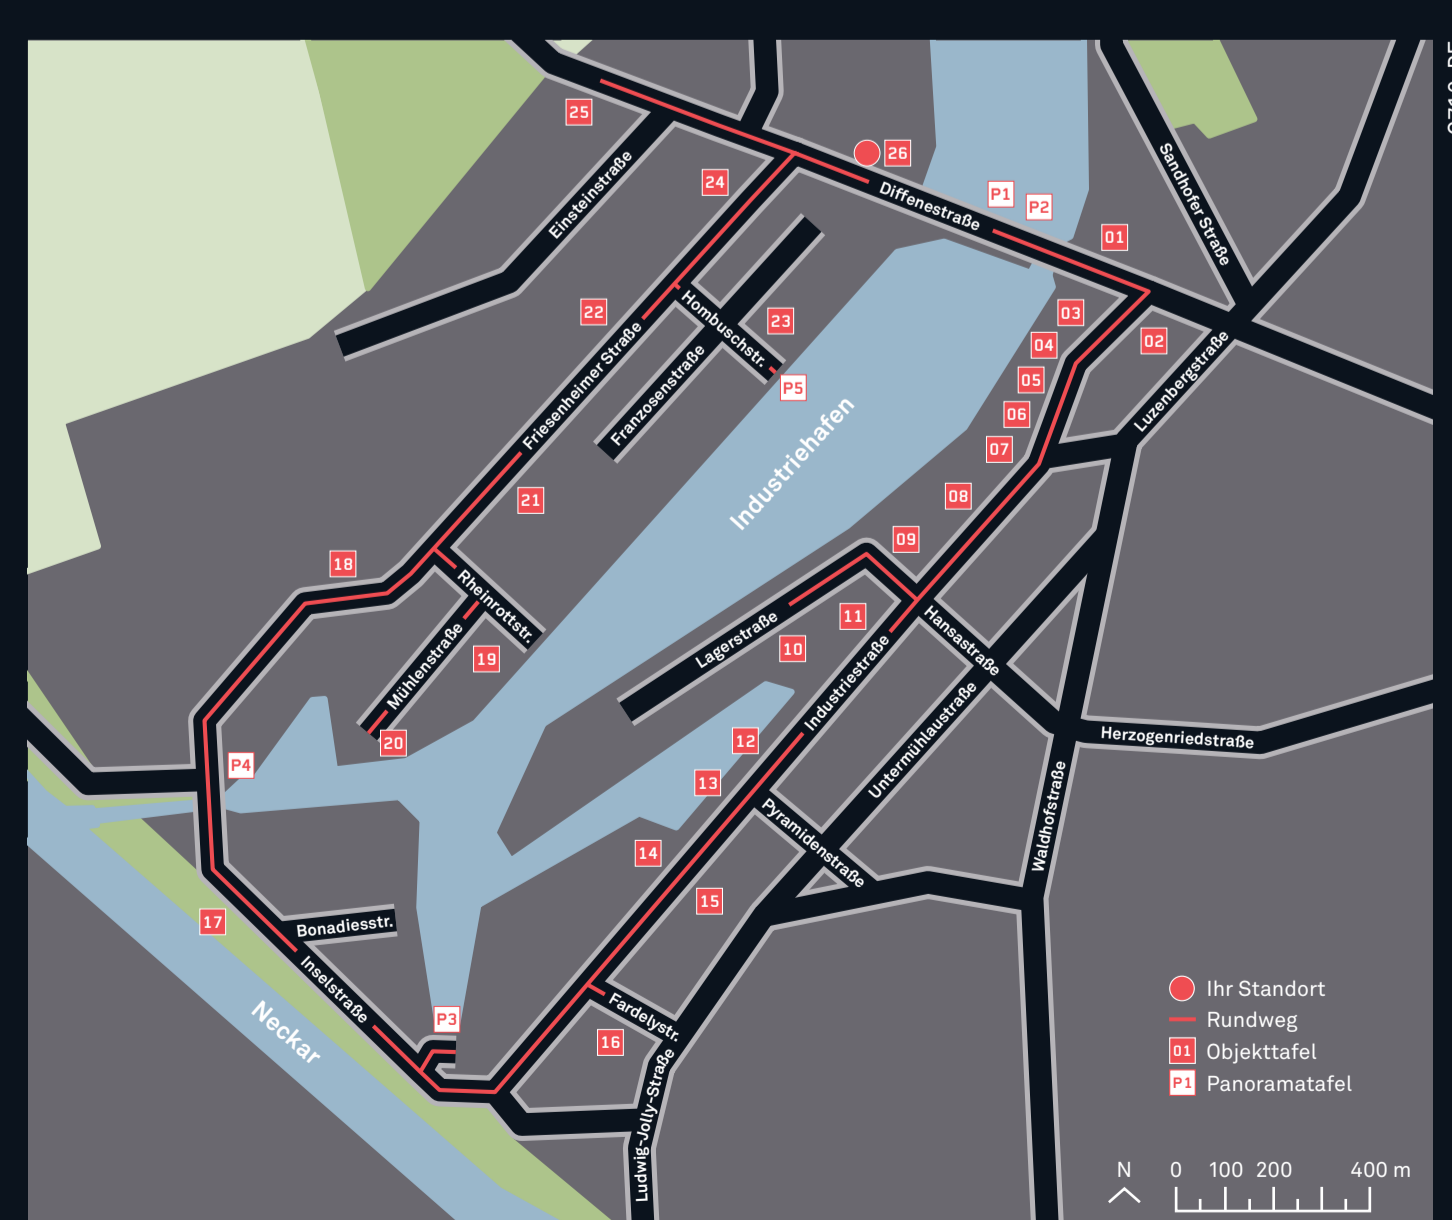 25
26
24
Einsteinstraße
Diffenestraße
P1
P2
01
Sandhofer Straße
22
Hombuschstr.
23
03
02
04
Luzenbergstraße
Friesenheimer Straße
Franzosenstraße
P5
05
06
07
Industriehafen
21
08
09
18
Rheinrottstr.
Mühlenstraße
19
20
Lagerstraße
11
10
Hansastraße
Industriestraße
Untermühlaustraße
12
13
Herzogenriedstraße
P4
Pyramidenstraße
Waldhofstraße
14
15
17
Bonadiesstr.
Inselstraße
Neckar
P3
Fardelystr.
16
Ludwig-Jolly-Straße
Ihr Standort
Rundweg
01 Objekttafel
P1 Panoramatafel
N 0 100 200 400 m